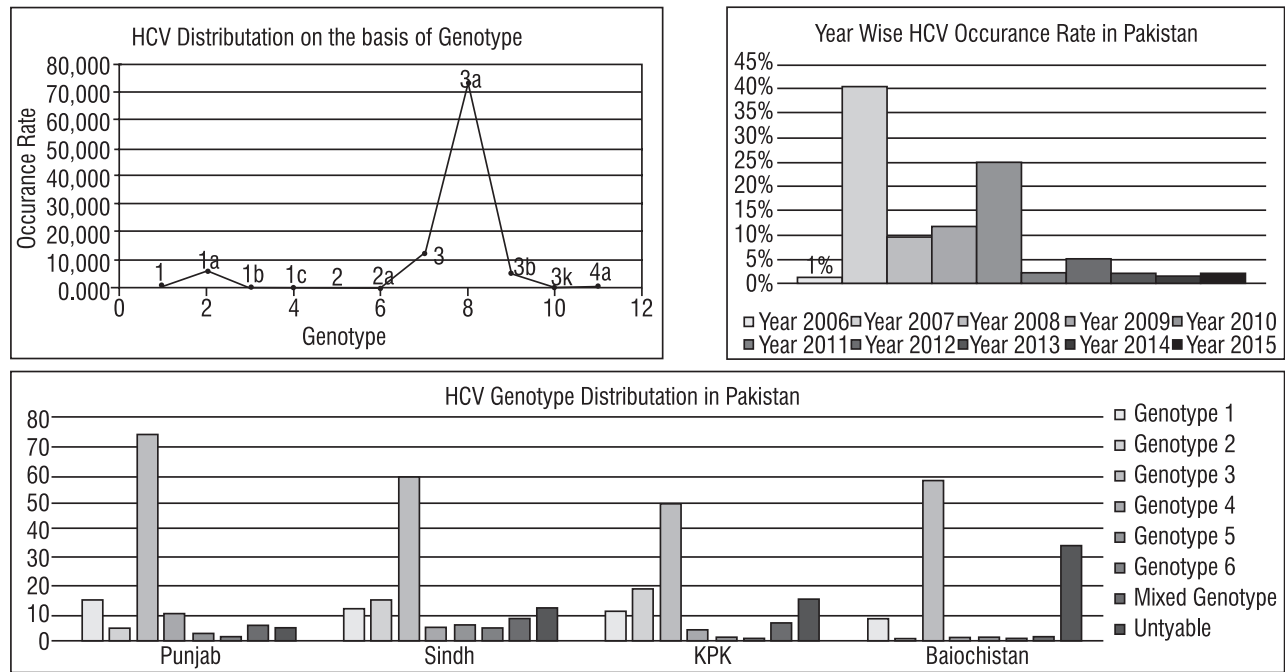 HCV Distributation on the basis of Genotype
80,000
70,000
60,000
50,000
40,000
30,000
20,000
10,000
0.000
Occurance Rate
1
1a
1b
1c
2
2a
3
3a
3b
3k
4a
0 2 4 6 8 10 12
Genotype
Year Wise HCV Occurance Rate in Pakistan
45%
40%
35%
30%
25%
20%
15%
10%
5%
0%
1%
Year 2006 Year 2007 Year 2008 Year 2009 Year 2010
Year 2011 Year 2012 Year 2013 Year 2014 Year 2015
HCV Genotype Distributation in Pakistan
80
70
60
50
40
30
20
10
0
Punjab Sindh KPK Baiochistan
Genotype 1
Genotype 2
Genotype 3
Genotype 4
Genotype 5
Genotype 6
Mixed Genotype
Untyable